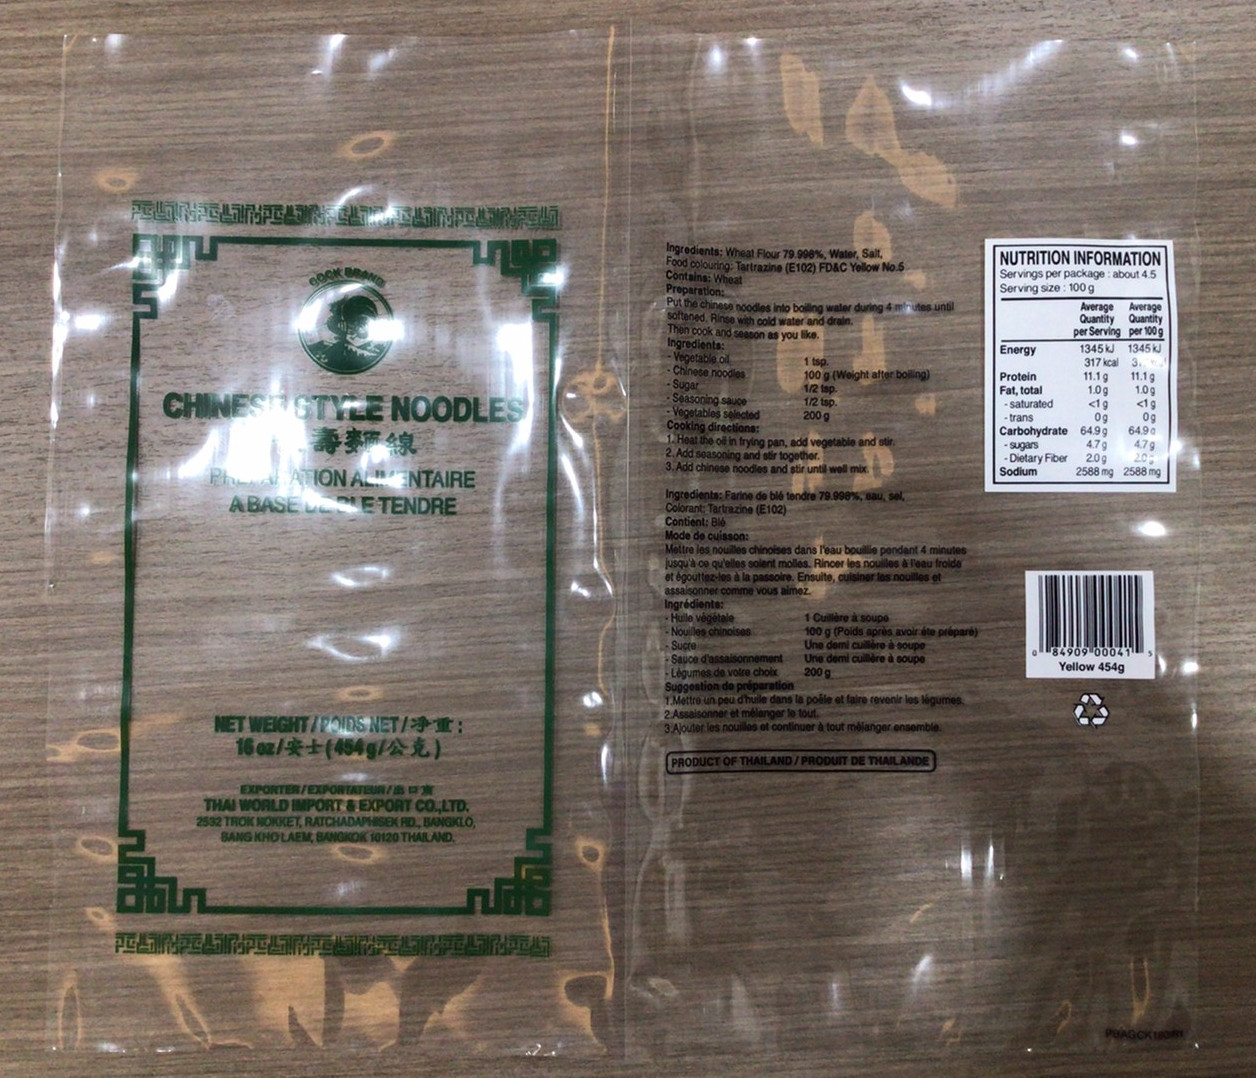 COCK BRAND
CHINESE STYLE NOODLES
壽麵線
PREPARATION ALIMENTAIRE
A BASE DE BLE TENDRE
NET WEIGHT / POIDS NET / 净重 :
16 oz/安士(454g/公克)
EXPORTER / EXPORTATEUR / 出口商
THAI WORLD IMPORT & EXPORT CO.,LTD.
2532 TROK NOKKET, RATCHADAPHISEK RD., BANGKLO,
BANG KHO LAEM, BANGKOK 10120 THAILAND.
Ingredients: Wheat Flour 79.998%, Water, Salt,
Food colouring: Tartrazine (E102) FD&C Yellow No.5
Contains: Wheat
Preparation:
Put the chinese noodles into boiling water during 4 minutes until
softened. Rinse with cold water and drain.
Then cook and season as you like.
Ingredients:
- Vegetable oil 1 tsp.
- Chinese noodles 100 g (Weight after boiling)
- Sugar 1/2 tsp.
- Seasoning sauce 1/2 tsp.
- Vegetables selected 200 g
Cooking directions:
1. Heat the oil in frying pan, add vegetable and stir.
2. Add seasoning and stir together.
3. Add chinese noodles and stir until well mix.
Ingredients: Farine de blé tendre 79.998%, eau, sel,
Colorant: Tartrazine (E102)
Contient: Blé
Mode de cuisson:
Mettre les nouilles chinoises dans l'eau bouillie pendant 4 minutes
jusqu'à ce qu'elles soient molles. Rincer les nouilles à l'eau froide
et égouttez-les à la passoire. Ensuite, cuisiner les nouilles et
assaisonner comme vous aimez.
Ingrédients:
- Huile végétale 1 Cuillère à soupe
- Nouilles chinoises 100 g (Poids après avoir éte préparé)
- Sucre Une demi cuillère à soupe
- Sauce d'assaisonnement Une demi cuillère à soupe
- Légumes de votre choix 200 g
Suggestion de préparation
1.Mettre un peu d'huile dans la poêle et faire revenir les légumes.
2.Assaisonner et mélanger le tout.
3.Ajouter les nouilles et continuer à tout mélanger ensemble.
PRODUCT OF THAILAND / PRODUIT DE THAILANDE
NUTRITION INFORMATION
Servings per package : about 4.5
Serving size : 100 g
Average Average
Quantity Quantity
per Serving per 100 g
Energy 1345 kJ 1345 kJ
317 kcal
Protein 11.1 g 11.1 g
Fat, total 1.0 g 1.0 g
- saturated <1 g <1 g
- trans 0 g 0 g
Carbohydrate 64.9 g 64.9 g
- sugars 4.7 g 4.7 g
- Dietary Fiber 2.0 g 2.0 g
Sodium 2588 mg 2588 mg
0 84909 00041 5
Yellow 454g